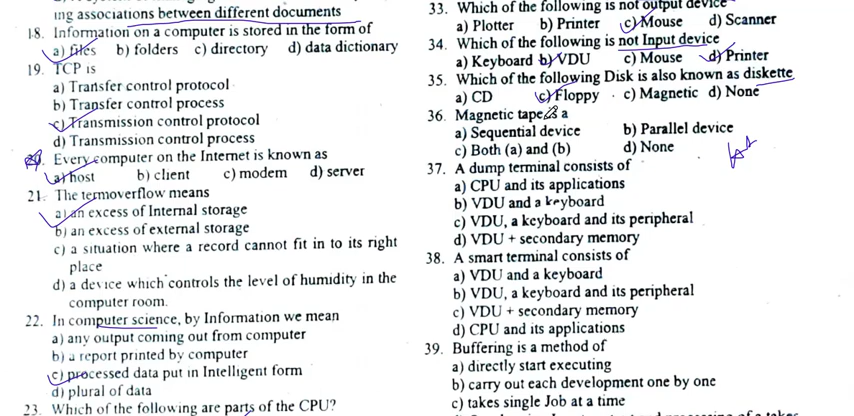 ing associations between different documents
18. Information on a computer is stored in the form of
a) files b) folders c) directory d) data dictionary
19. TCP is
a) Transfer control protocol
b) Transfer control process
c) Transmission control protocol
d) Transmission control process
20. Every computer on the Internet is known as
a) host b) client c) modem d) server
21. The termoverflow means
a) an excess of Internal storage
b) an excess of external storage
c) a situation where a record cannot fit in to its right
place
d) a device which controls the level of humidity in the
computer room.
22. In computer science, by Information we mean
a) any output coming out from computer
b) a report printed by computer
c) processed data put in Intelligent form
d) plural of data
23. Which of the following are parts of the CPU?
33. Which of the following is not output device
a) Plotter b) Printer c) Mouse d) Scanner
34. Which of the following is not Input device
a) Keyboard b) VDU c) Mouse d) Printer
35. Which of the following Disk is also known as diskette
a) CD c) Floppy c) Magnetic d) None
36. Magnetic tape is a
a) Sequential device b) Parallel device
c) Both (a) and (b) d) None
37. A dump terminal consists of
a) CPU and its applications
b) VDU and a keyboard
c) VDU, a keyboard and its peripheral
d) VDU + secondary memory
38. A smart terminal consists of
a) VDU and a keyboard
b) VDU, a keyboard and its peripheral
c) VDU + secondary memory
d) CPU and its applications
39. Buffering is a method of
a) directly start executing
b) carry out each development one by one
c) takes single Job at a time